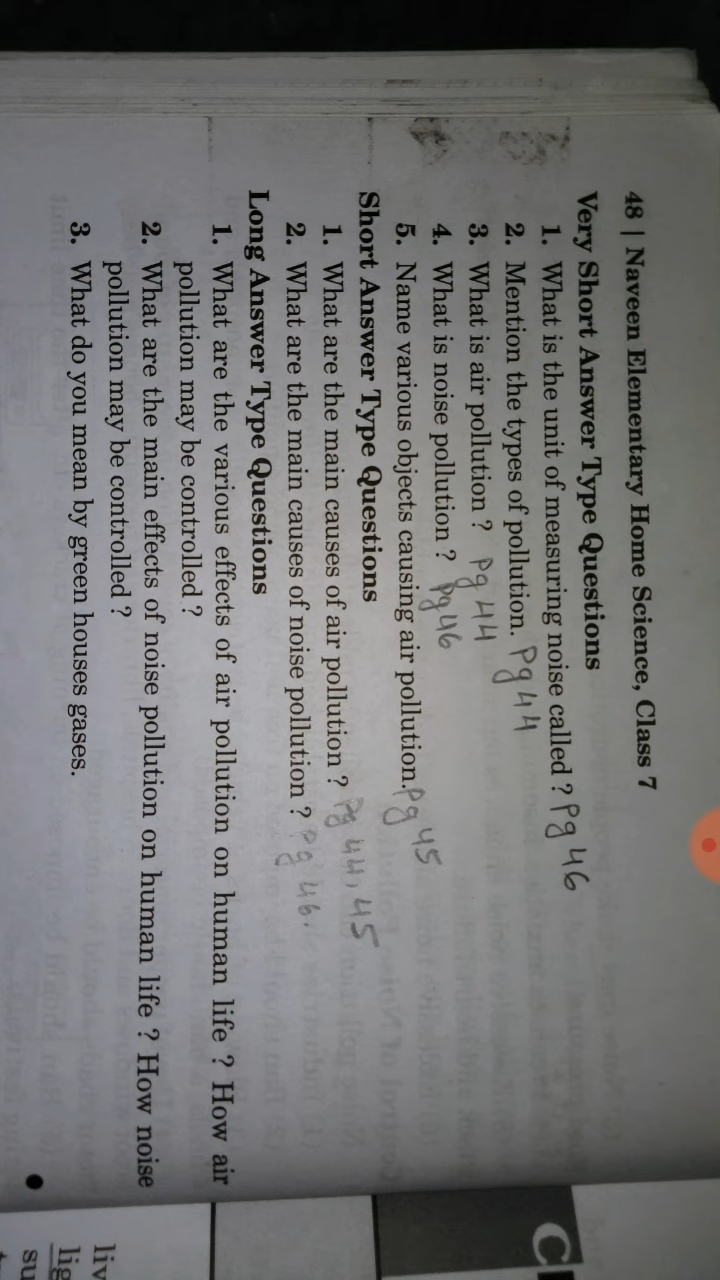 48 | Naveen Elementary Home Science, Class 7
Very Short Answer Type Questions
1. What is the unit of measuring noise called ? Pg 46
2. Mention the types of pollution. Pg 44
3. What is air pollution ? Pg 44
4. What is noise pollution ? Pg 46
5. Name various objects causing air pollution. Pg 45
Short Answer Type Questions
1. What are the main causes of air pollution ? Pg 44, 45
2. What are the main causes of noise pollution ? Pg 46.
Long Answer Type Questions
1. What are the various effects of air pollution on human life ? How air
pollution may be controlled ?
2. What are the main effects of noise pollution on human life ? How noise
pollution may be controlled ?
3. What do you mean by green houses gases.
C
liv
lig
su